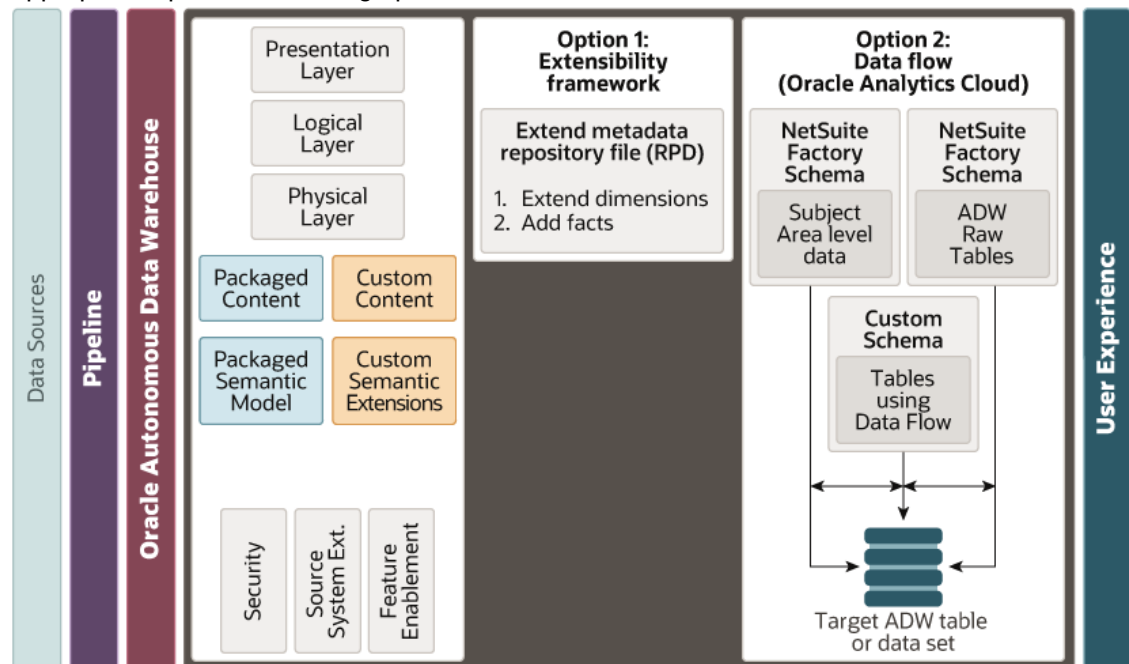 Data Sources
Pipeline
Oracle Autonomous Data Warehouse
Presentation
Layer
Logical
Layer
Physical
Layer
Packaged
Content
Custom
Content
Packaged
Semantic
Model
Custom
Semantic
Extensions
Security
Source
System Ext.
Feature
Enablement
Option 1:
Extensibility
framework
Extend metadata
repository file (RPD)
1. Extend dimensions
2. Add facts
Option 2:
Data flow
(Oracle Analytics Cloud)
NetSuite
Factory
Schema
Subject
Area level
data
NetSuite
Factory
Schema
ADW
Raw
Tables
Custom
Schema
Tables
using
Data Flow
Target ADW table
or data set
User Experience